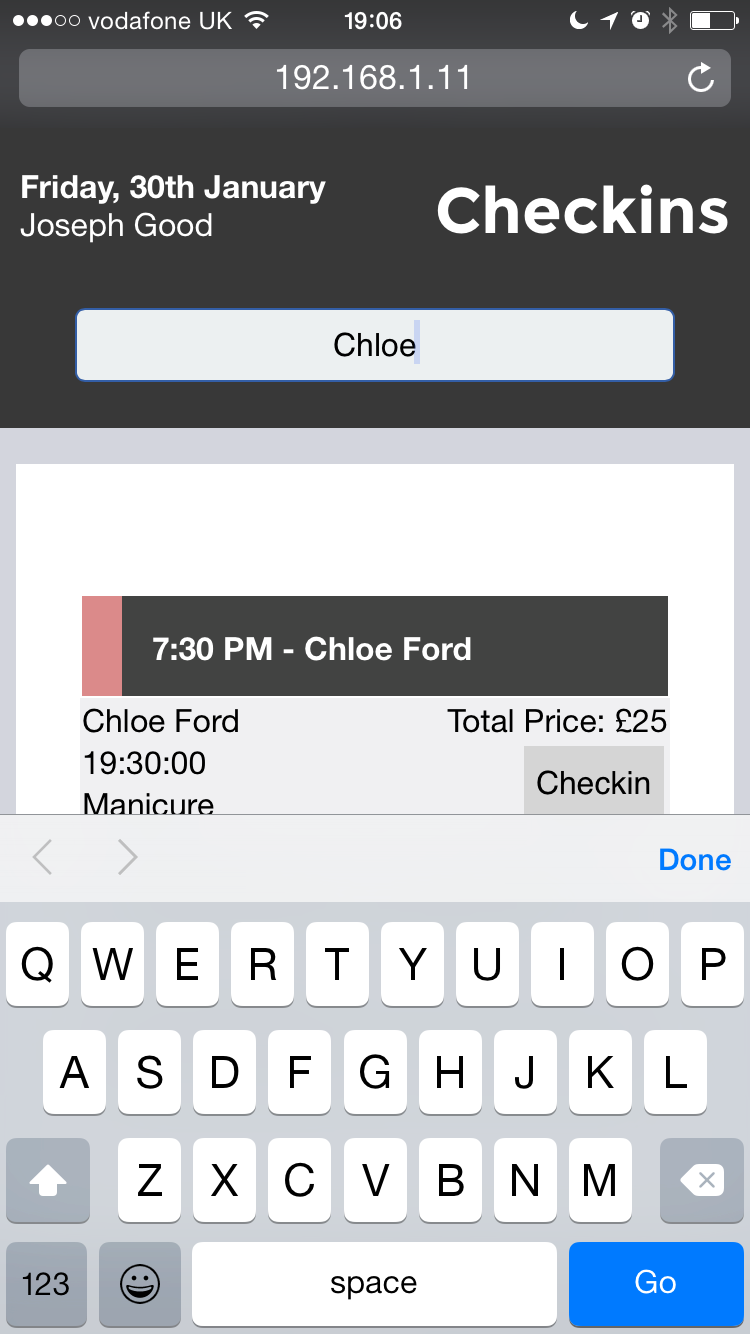 vodafone UK 19:06
192.168.1.11
Friday, 30th January
Joseph Good
Checkins
Chloe
7:30 PM - Chloe Ford
Chloe Ford
Total Price: £25
19:30:00
Checkin
Manicure
Done
Q W E R T Y U I O P
A S D F G H J K L
Z X C V B N M
123 space Go